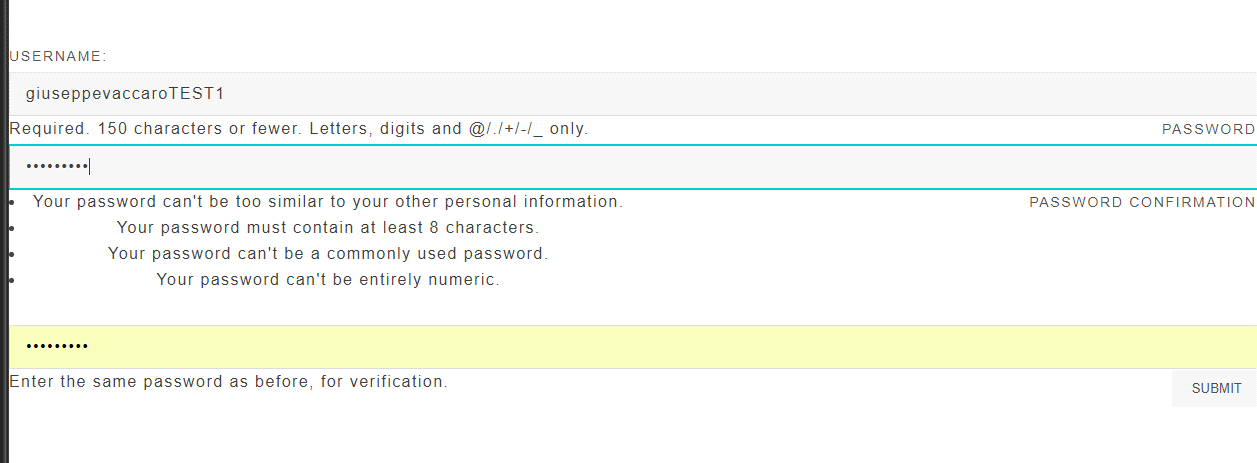 USERNAME:
giuseppevaccaroTEST1
Required. 150 characters or fewer. Letters, digits and @/./+/-/_ only.
PASSWORD
•••••••••
• Your password can't be too similar to your other personal information.
PASSWORD CONFIRMATION
• Your password must contain at least 8 characters.
• Your password can't be a commonly used password.
• Your password can't be entirely numeric.
•••••••••
Enter the same password as before, for verification.
SUBMIT